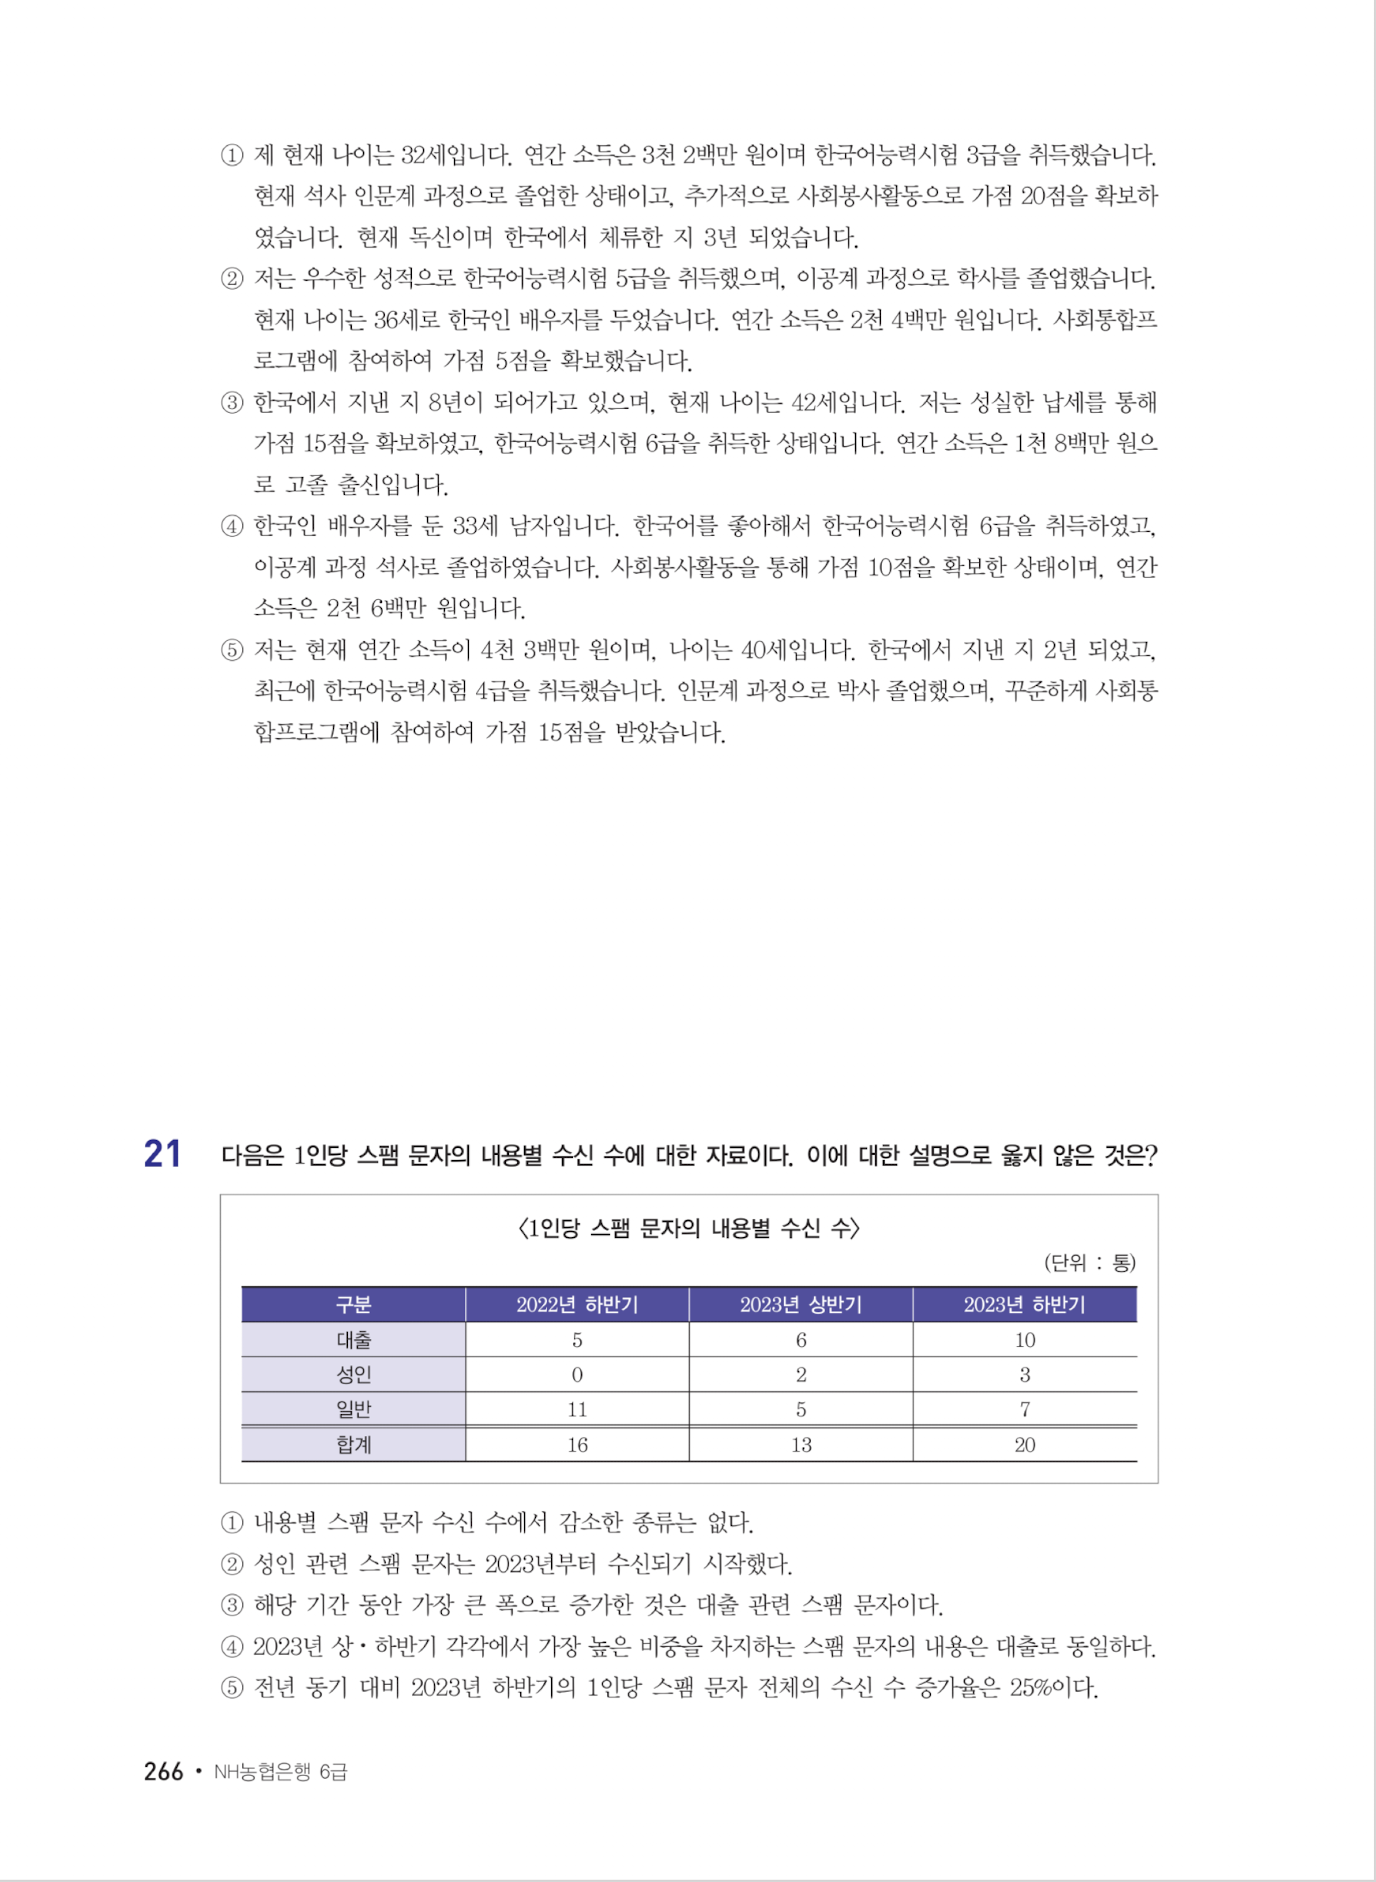 ① 제 현재 나이는 32세입니다. 연간 소득은 3천 2백만 원이며 한국어능력시험 3급을 취득했습니다.
현재 석사 인문계 과정으로 졸업한 상태이고, 추가적으로 사회봉사활동으로 가점 20점을 확보하
였습니다. 현재 독신이며 한국에서 체류한 지 3년 되었습니다.
② 저는 우수한 성적으로 한국어능력시험 5급을 취득했으며, 이공계 과정으로 학사를 졸업했습니다.
현재 나이는 36세로 한국인 배우자를 두었습니다. 연간 소득은 2천 4백만 원입니다. 사회통합프
로그램에 참여하여 가점 5점을 확보했습니다.
③ 한국에서 지낸 지 8년이 되어가고 있으며, 현재 나이는 42세입니다. 저는 성실한 납세를 통해
가점 15점을 확보하였고, 한국어능력시험 6급을 취득한 상태입니다. 연간 소득은 1천 8백만 원으
로 고졸 출신입니다.
④ 한국인 배우자를 둔 33세 남자입니다. 한국어를 좋아해서 한국어능력시험 6급을 취득하였고,
이공계 과정 석사로 졸업하였습니다. 사회봉사활동을 통해 가점 10점을 확보한 상태이며, 연간
소득은 2천 6백만 원입니다.
⑤ 저는 현재 연간 소득이 4천 3백만 원이며, 나이는 40세입니다. 한국에서 지낸 지 2년 되었고,
최근에 한국어능력시험 4급을 취득했습니다. 인문계 과정으로 박사 졸업했으며, 꾸준하게 사회통
합프로그램에 참여하여 가점 15점을 받았습니다.
21 다음은 1인당 스팸 문자의 내용별 수신 수에 대한 자료이다. 이에 대한 설명으로 옳지 않은 것은?
〈1인당 스팸 문자의 내용별 수신 수〉
(단위 : 통)
구분 2022년 하반기 2023년 상반기 2023년 하반기
대출 5 6 10
성인 0 2 3
일반 11 5 7
합계 16 13 20
① 내용별 스팸 문자 수신 수에서 감소한 종류는 없다.
② 성인 관련 스팸 문자는 2023년부터 수신되기 시작했다.
③ 해당 기간 동안 가장 큰 폭으로 증가한 것은 대출 관련 스팸 문자이다.
④ 2023년 상·하반기 각각에서 가장 높은 비중을 차지하는 스팸 문자의 내용은 대출로 동일하다.
⑤ 전년 동기 대비 2023년 하반기의 1인당 스팸 문자 전체의 수신 수 증가율은 25%이다.
266 • NH농협은행 6급